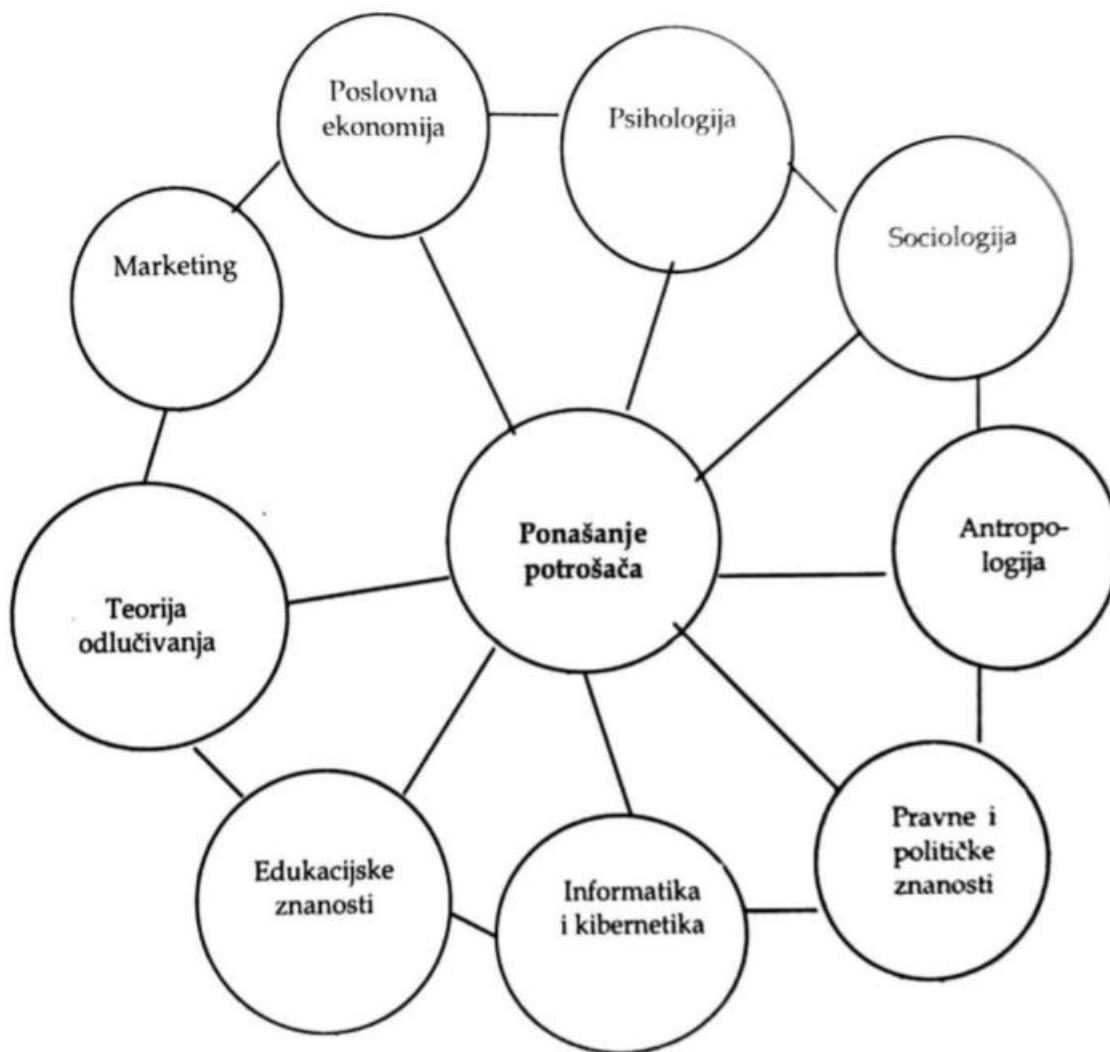 Poslovna
ekonomija
Psihologija
Sociologija
Marketing
Antropo-
logija
Ponašanje
potrošača
Teorija
odlučivanja
Pravne i
političke
znanosti
Edukacijske
znanosti
Informatika
i kibernetika